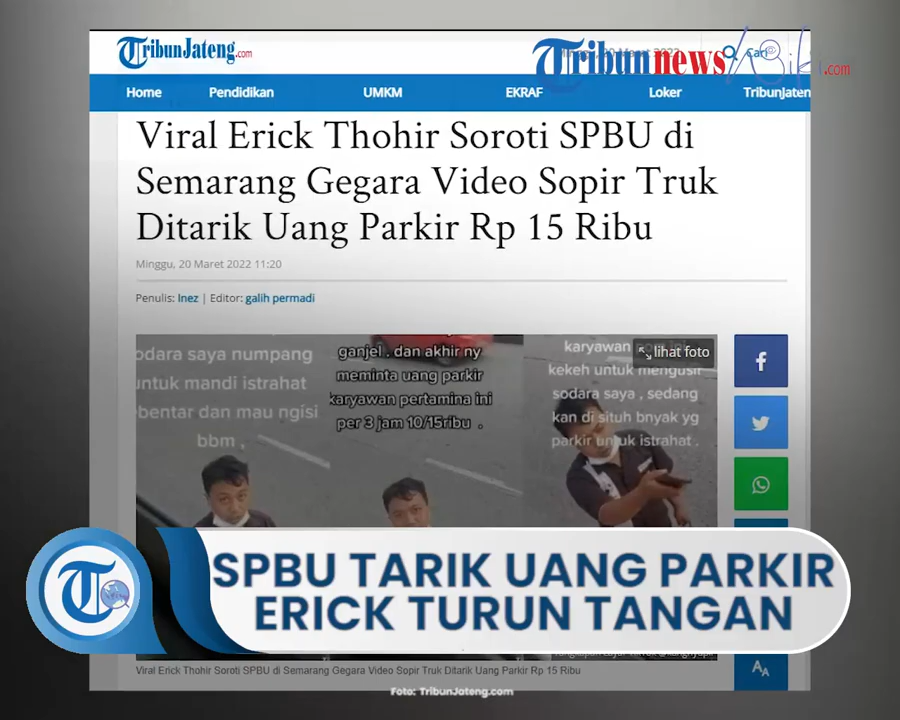 TribunJateng.com
Tribunnews
.com
Cari
Home
Pendidikan
UMKM
EKRAF
Loker
TribunJaten
Viral Erick Thohir Soroti SPBU di
Semarang Gegara Video Sopir Truk
Ditarik Uang Parkir Rp 15 Ribu
Minggu, 20 Maret 2022 11:20
Penulis: Inez | Editor: galih permadi
odara saya numpang
untuk mandi istrahat
ebentar dan mau ngisi
bbm ,
ganjel . dan akhir ny
meminta uang parkir
karyawan pertamina ini
per 3 jam 10/15ribu .
lihat foto
karyawan
kekeh untuk mengusir
sodara saya , sedang
kan di situh bnyak yg
parkir untuk istrahat .
SPBU TARIK UANG PARKIR
ERICK TURUN TANGAN
Viral Erick Thohir Soroti SPBU di Semarang Gegara Video Sopir Truk Ditarik Uang Parkir Rp 15 Ribu
AA
Foto: TribunJateng.com